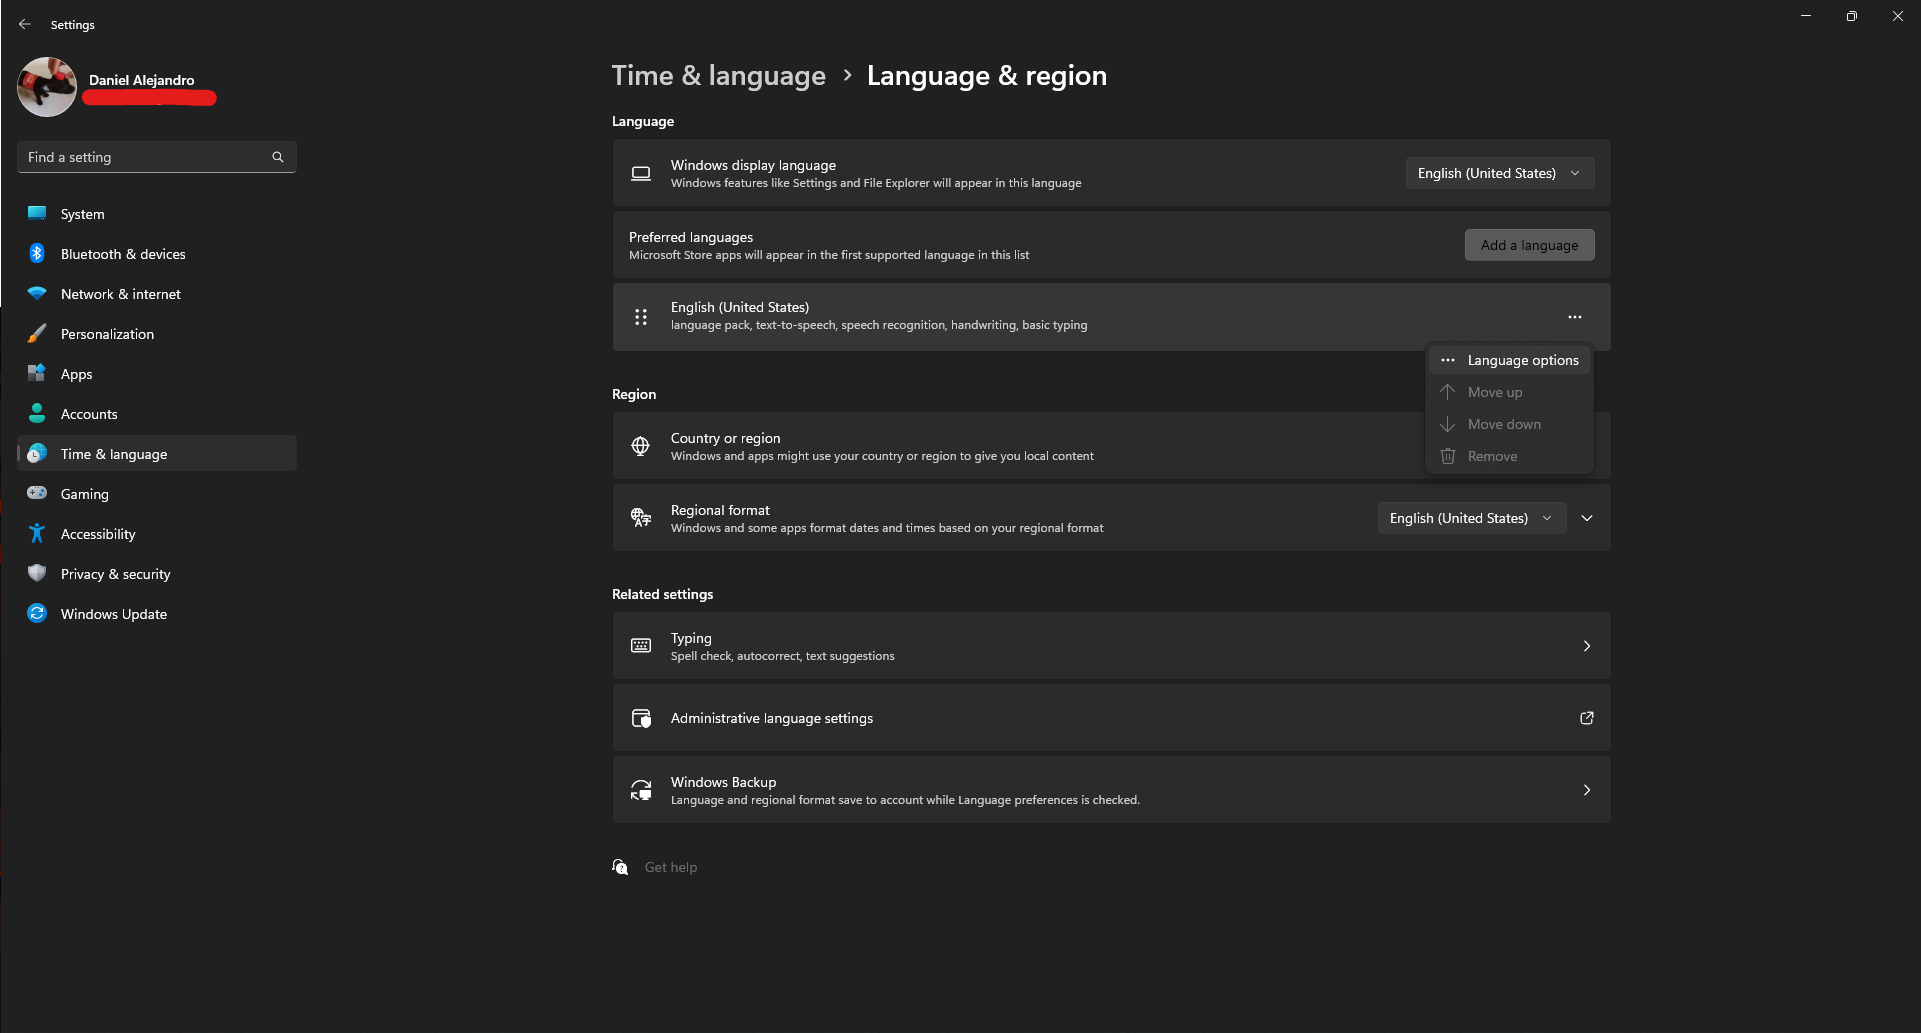 Settings
Daniel Alejandro
Find a setting
System
Bluetooth & devices
Network & internet
Personalization
Apps
Accounts
Time & language
Gaming
Accessibility
Privacy & security
Windows Update
Time & language › Language & region
Language
Windows display language
Windows features like Settings and File Explorer will appear in this language
English (United States)
Preferred languages
Microsoft Store apps will appear in the first supported language in this list
Add a language
English (United States)
language pack, text-to-speech, speech recognition, handwriting, basic typing
Language options
Move up
Move down
Remove
Region
Country or region
Windows and apps might use your country or region to give you local content
Regional format
Windows and some apps format dates and times based on your regional format
English (United States)
Related settings
Typing
Spell check, autocorrect, text suggestions
Administrative language settings
Windows Backup
Language and regional format save to account while Language preferences is checked.
Get help